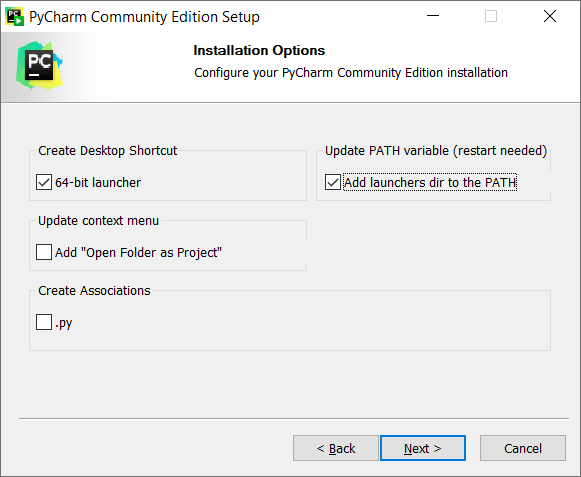 PyCharm Community Edition Setup
PC
Installation Options
Configure your PyCharm Community Edition installation
Create Desktop Shortcut
64-bit launcher
Update PATH variable (restart needed)
Add launchers dir to the PATH
Update context menu
Add "Open Folder as Project"
Create Associations
.py
< Back
Next >
Cancel